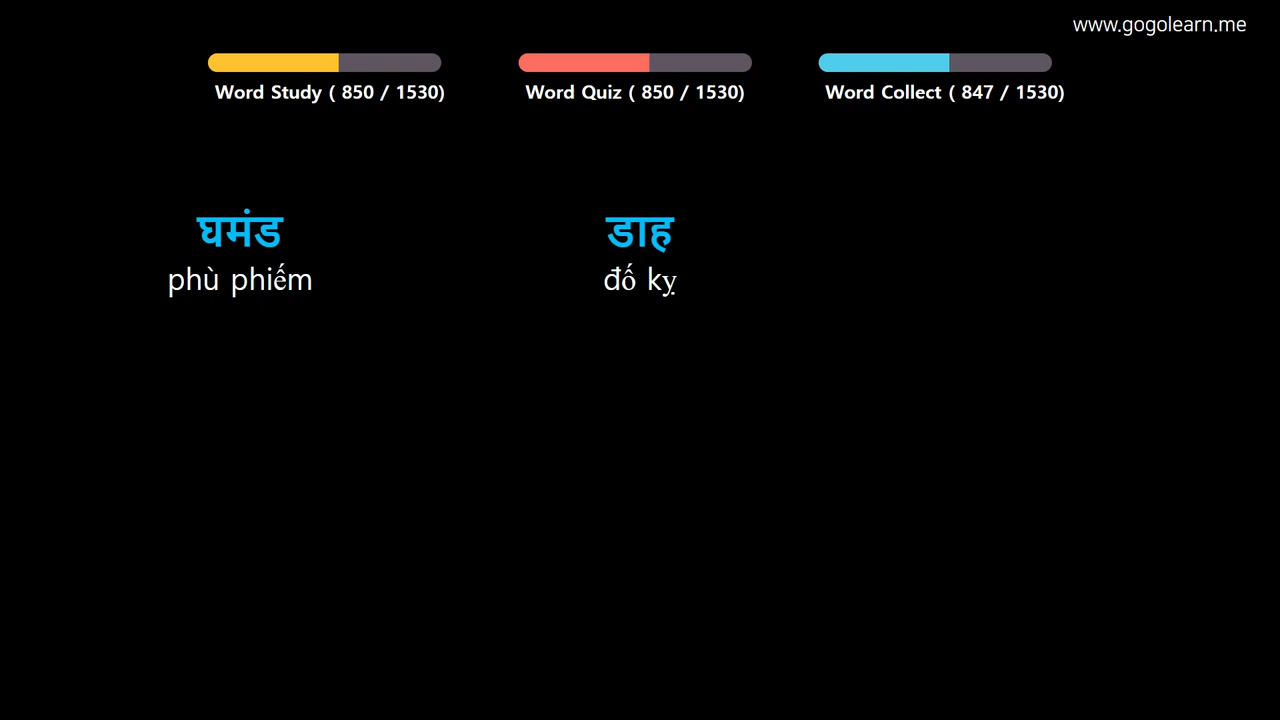 www.gogolearn.me
Word Study ( 850 / 1530)
Word Quiz ( 850 / 1530)
Word Collect ( 847 / 1530)
घमंड
phù phiếm
डाह
đố kỵ